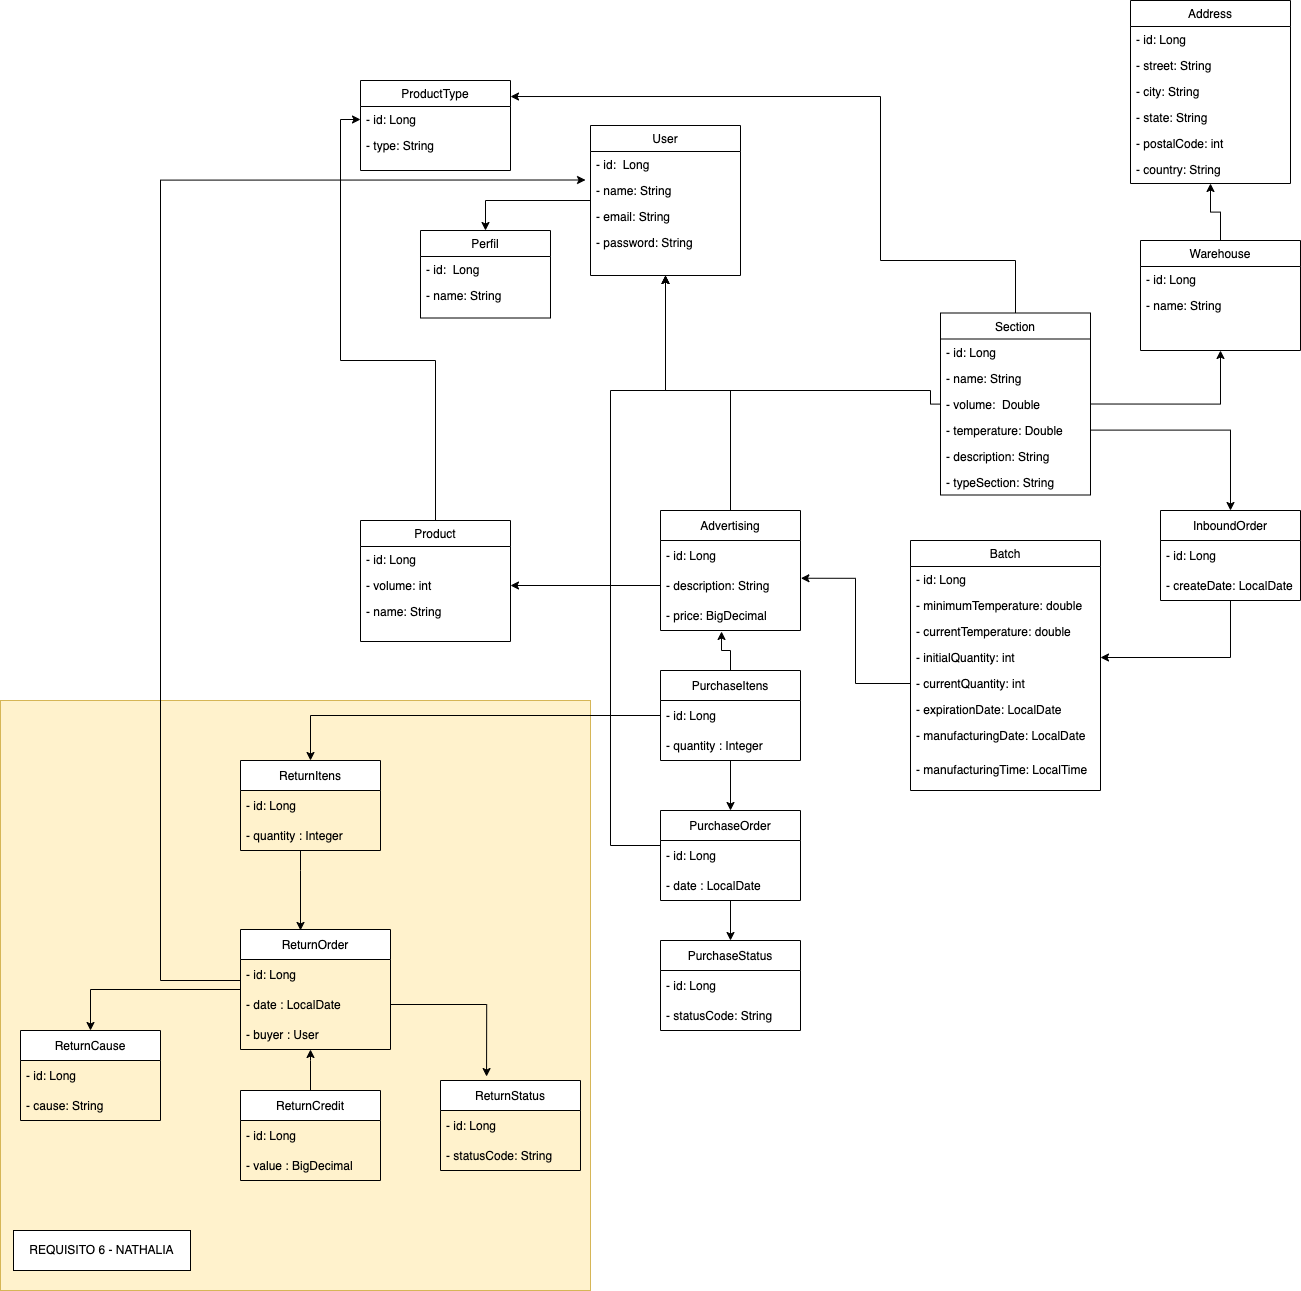 Address
- id: Long
- street: String
- city: String
- state: String
- postalCode: int
- country: String
ProductType
- id: Long
- type: String
User
- id:  Long
- name: String
- email: String
- password: String
Perfil
- id:  Long
- name: String
Warehouse
- id: Long
- name: String
Section
- id: Long
- name: String
- volume:  Double
- temperature: Double
- description: String
- typeSection: String
Product
- id: Long
- volume: int
- name: String
Advertising
- id: Long
- description: String
- price: BigDecimal
Batch
- id: Long
- minimumTemperature: double
- currentTemperature: double
- initialQuantity: int
- currentQuantity: int
- expirationDate: LocalDate
- manufacturingDate: LocalDate
- manufacturingTime: LocalTime
InboundOrder
- id: Long
- createDate: LocalDate
PurchaseItens
- id: Long
- quantity : Integer
ReturnItens
- id: Long
- quantity : Integer
PurchaseOrder
- id: Long
- date : LocalDate
ReturnOrder
- id: Long
- date : LocalDate
- buyer : User
PurchaseStatus
- id: Long
- statusCode: String
ReturnCause
- id: Long
- cause: String
ReturnCredit
- id: Long
- value : BigDecimal
ReturnStatus
- id: Long
- statusCode: String
REQUISITO 6 - NATHALIA